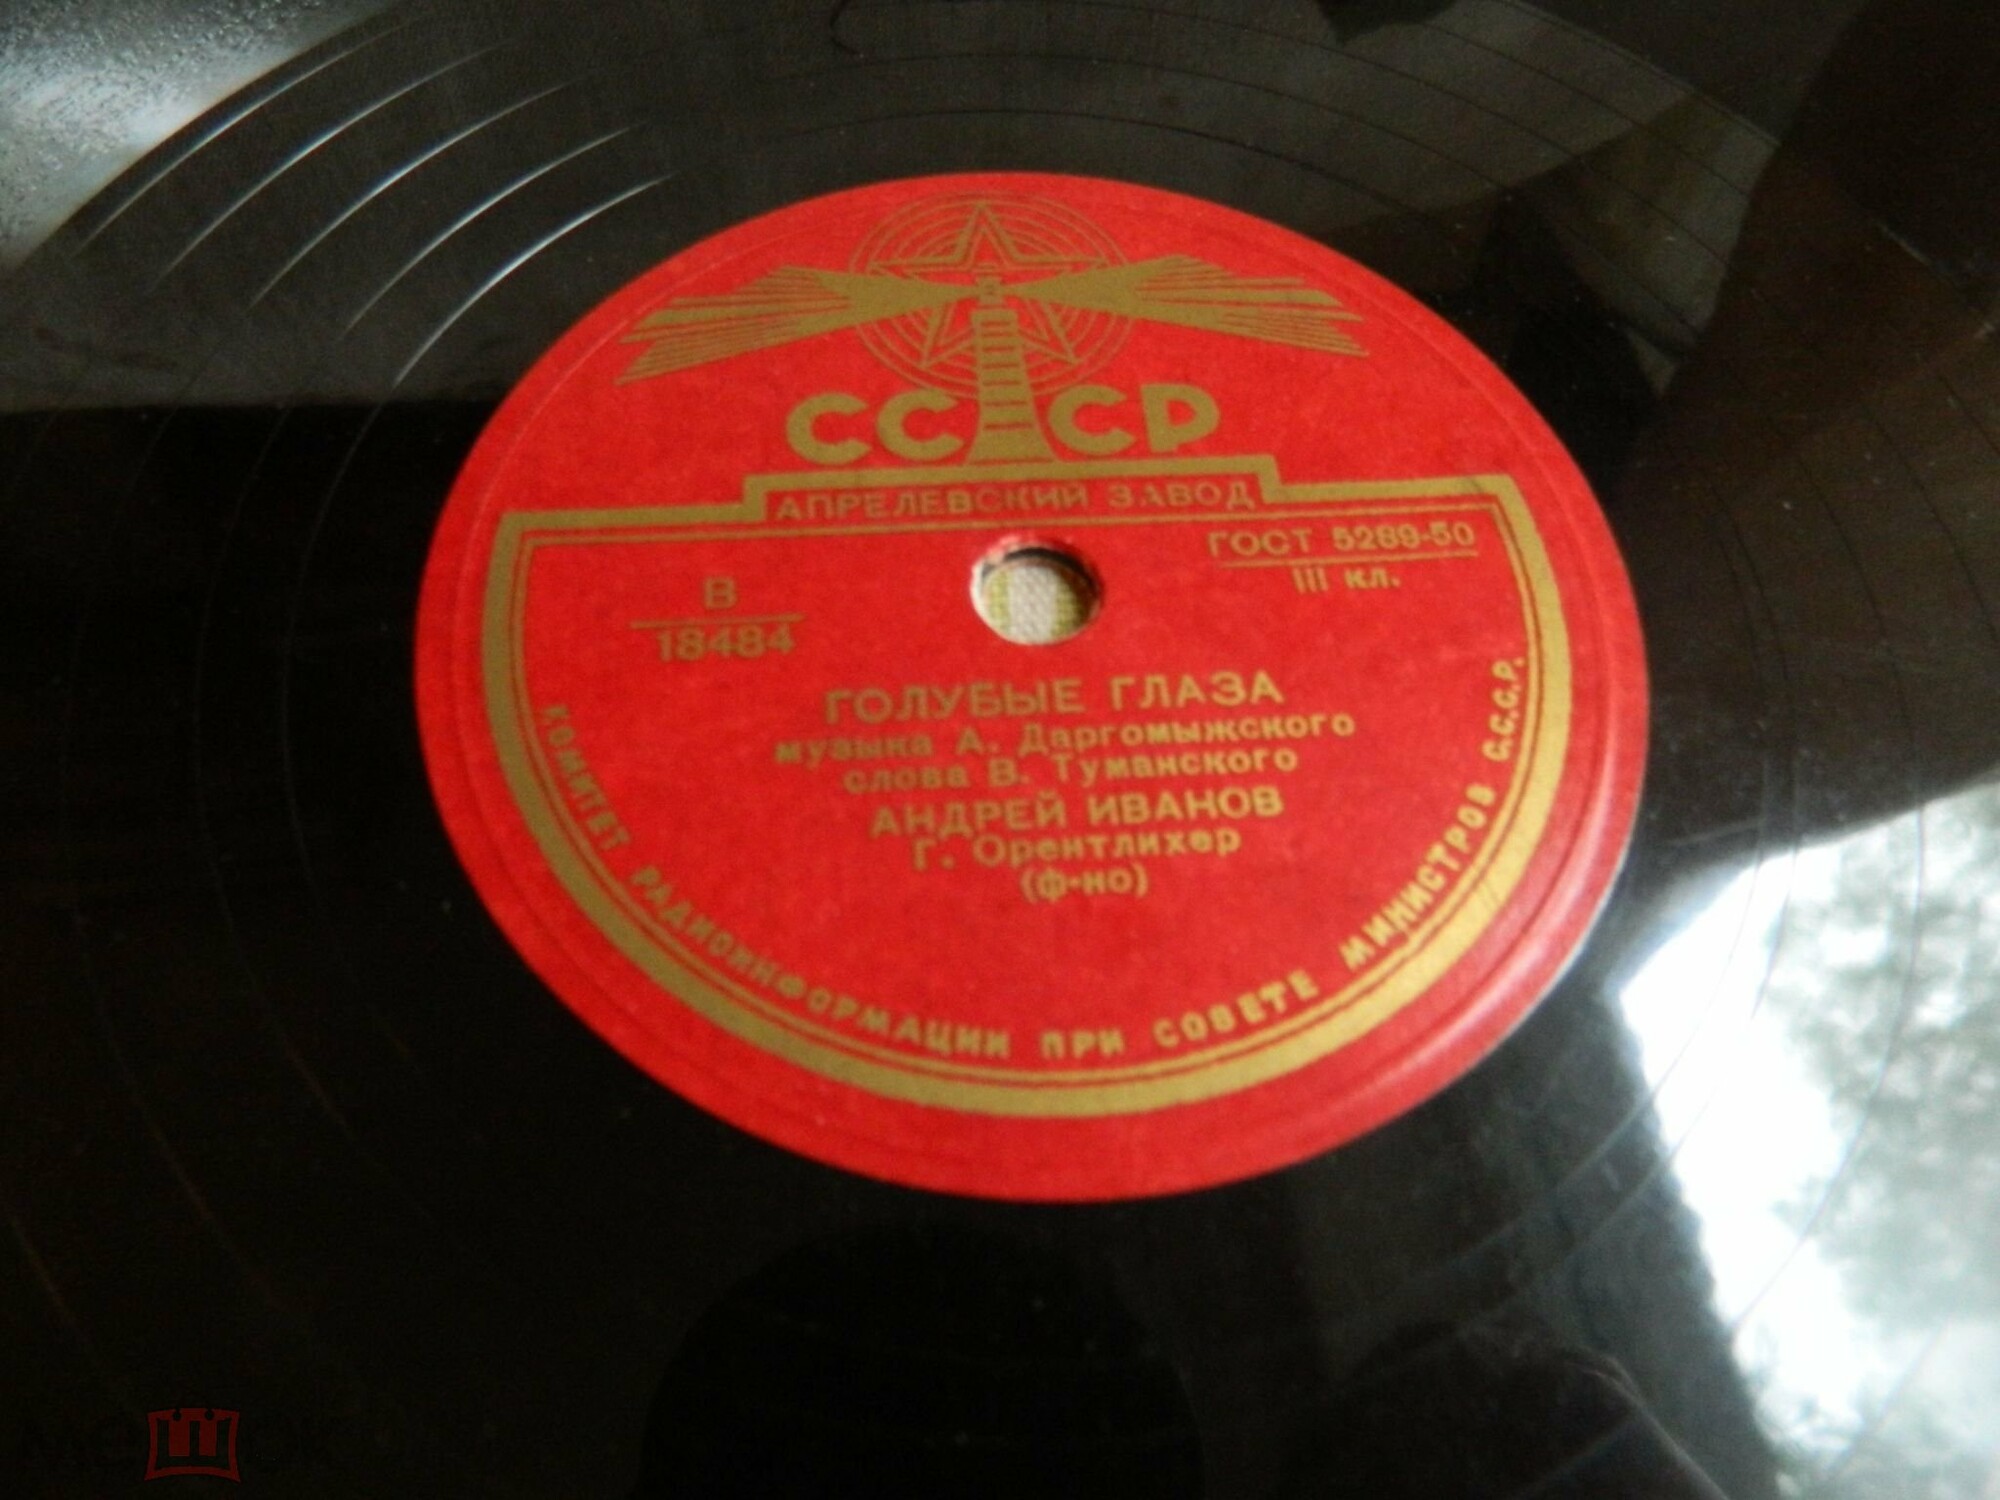 СССР
АПРЕЛЕВСКИЙ ЗАВОД
ГОСТ 5289-50
III кл.
В
18484
ГОЛУБЫЕ ГЛАЗА
музыка А. Даргомыжского
слова В. Туманского
АНДРЕЙ ИВАНОВ
Г. Орентлихер
(ф-но)
КОМИТЕТ РАДИОИНФОРМАЦИИ ПРИ СОВЕТЕ МИНИСТРОВ С.С.С.Р.